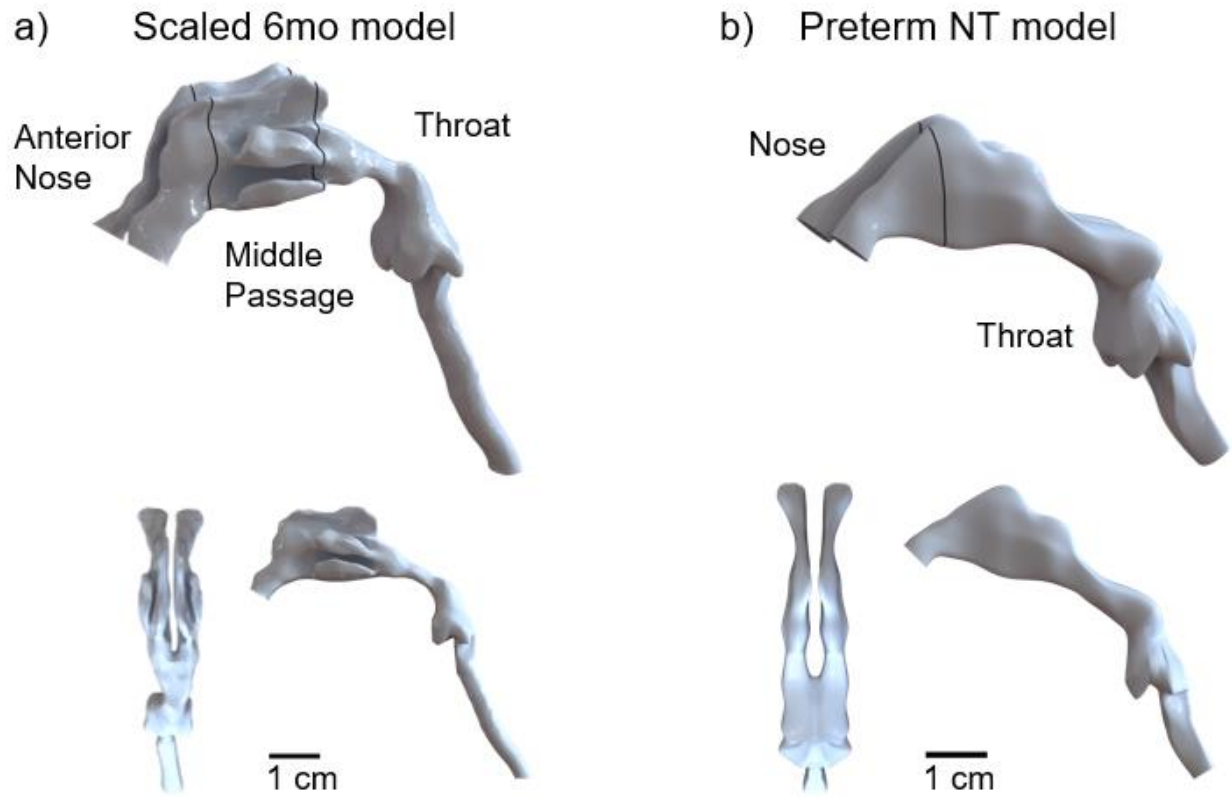 a) Scaled 6mo model
b) Preterm NT model
Anterior
Nose
Throat
Middle
Passage
Nose
Throat
1 cm
1 cm